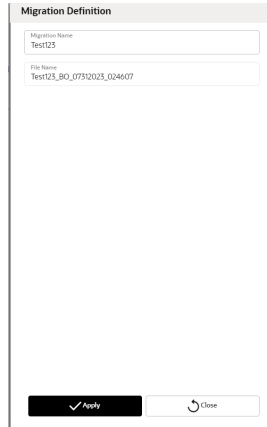 Migration Definition
Migration Name
Test123
File Name
Test123_BO_07312023_024607
Apply
Close